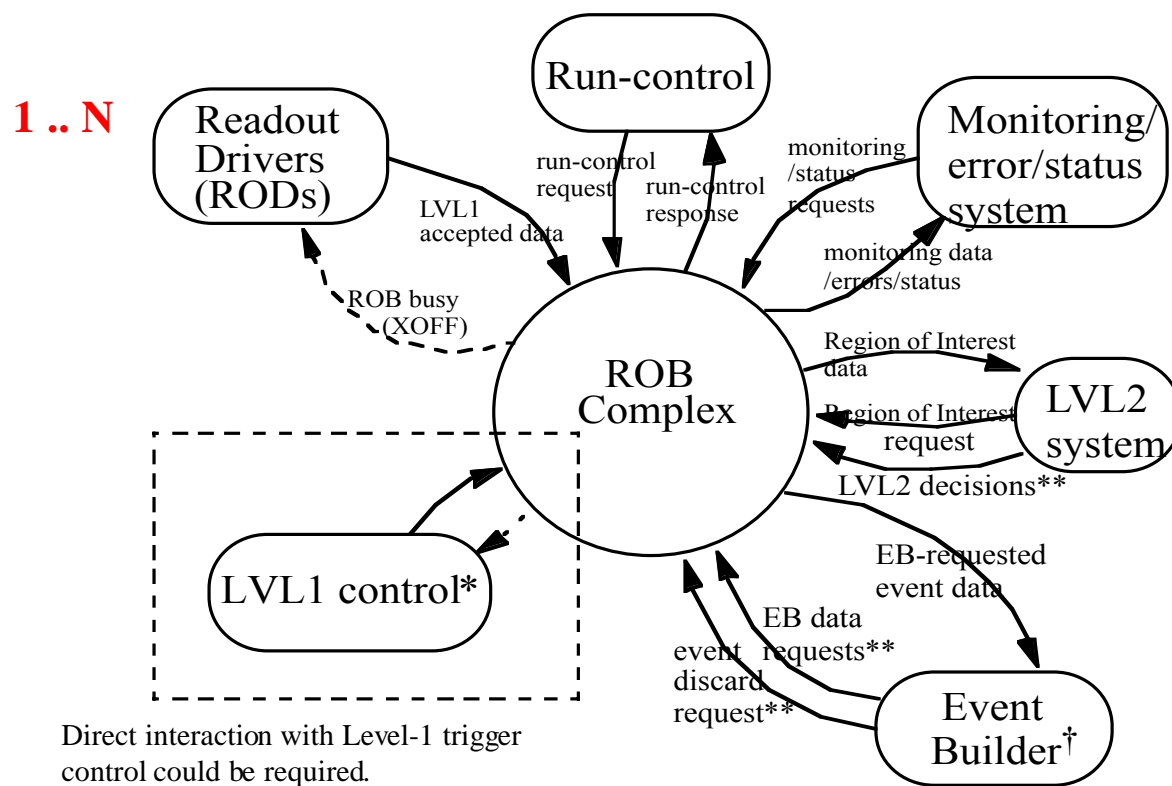 1 .. N
Readout
Drivers
(RODs)
Run-control
Monitoring/
error/status
system
run-control
request
run-control
response
monitoring
/status
requests
LVL1
accepted data
monitoring data
/errors/status
ROB busy
(XOFF)
ROB
Complex
Region of Interest
data
Region of Interest
request
LVL2
system
LVL2 decisions**
LVL1 control*
EB-requested
event data
EB data
requests**
event
discard
request**
Event
Builder†
Direct interaction with Level-1 trigger
control could be required.